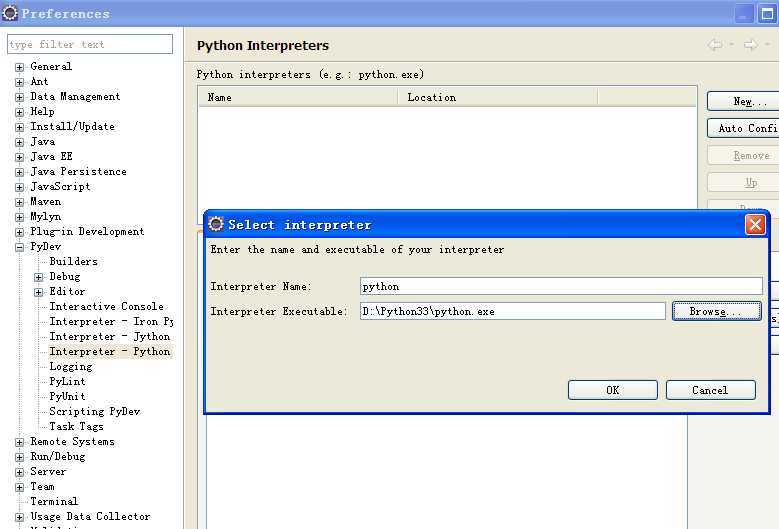 Preferences
type filter text
General
Ant
Data Management
Help
Install/Update
Java
Java EE
Java Persistence
JavaScript
Maven
Mylyn
Plug-in Development
PyDev
Builders
Debug
Editor
Interactive Console
Interpreter - Iron Py
Interpreter - Jython
Interpreter - Python
Logging
PyLint
PyUnit
Scripting PyDev
Task Tags
Remote Systems
Run/Debug
Server
Team
Terminal
Usage Data Collector
Python Interpreters
Python interpreters (e.g.: python.exe)
Name Location
New...
Auto Confi
Remove
Up
Select interpreter
Enter the name and executable of your interpreter
Interpreter Name: python
Interpreter Executable: D:\Python33\python.exe Browse...
OK Cancel